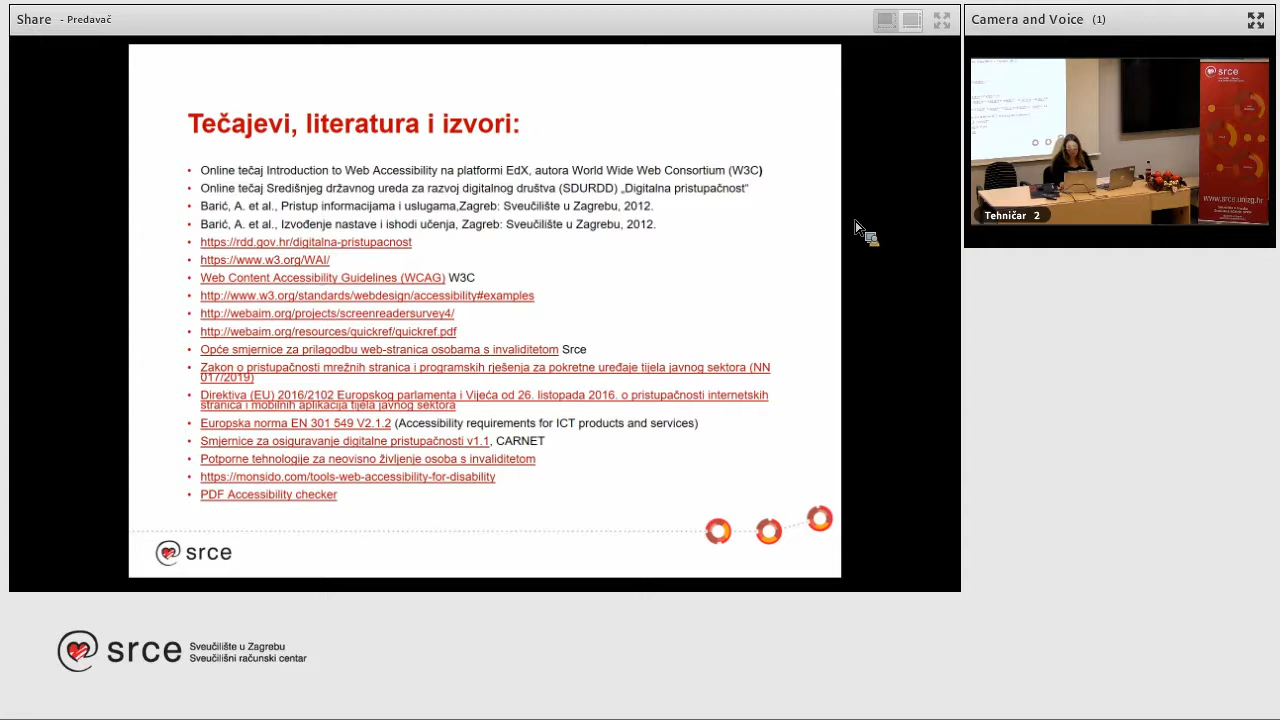 Share - Predavač
Camera and Voice (1)
Tečajevi, literatura i izvori:
• Online tečaj Introduction to Web Accessibility na platformi EdX, autora World Wide Web Consortium (W3C)
• Online tečaj Središnjeg državnog ureda za razvoj digitalnog društva (SDURDD) „Digitalna pristupačnost“
• Barić, A. et al., Pristup informacijama i uslugama,Zagreb: Sveučilište u Zagrebu, 2012.
• Barić, A. et al., Izvođenje nastave i ishodi učenja, Zagreb: Sveučilište u Zagrebu, 2012.
• https://rdd.gov.hr/digitalna-pristupacnost
• https://www.w3.org/WAI/
• Web Content Accessibility Guidelines (WCAG) W3C
• http://www.w3.org/standards/webdesign/accessibility#examples
• http://webaim.org/projects/screenreadersurvey4/
• http://webaim.org/resources/quickref/quickref.pdf
• Opće smjernice za prilagodbu web-stranica osobama s invaliditetom Srce
• Zakon o pristupačnosti mrežnih stranica i programskih rješenja za pokretne uređaje tijela javnog sektora (NN
017/2019)
• Direktiva (EU) 2016/2102 Europskog parlamenta i Vijeća od 26. listopada 2016. o pristupačnosti internetskih
stranica i mobilnih aplikacija tijela javnog sektora
• Europska norma EN 301 549 V2.1.2 (Accessibility requirements for ICT products and services)
• Smjernice za osiguravanje digitalne pristupačnosti v1.1, CARNET
• Potporne tehnologije za neovisno življenje osoba s invaliditetom
• https://monsido.com/tools-web-accessibility-for-disability
• PDF Accessibility checker
srce
srce
www.srce.unizg.hr
Tehničar 2
srce
Sveučilište u Zagrebu
Sveučilišni računski centar